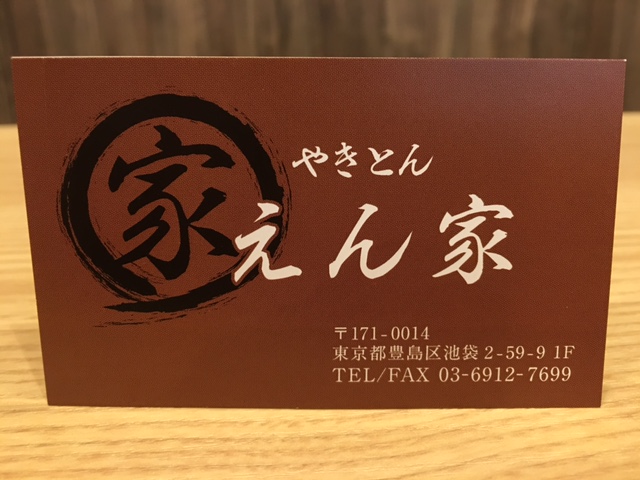 家
やきとん
えん家
〒171-0014
東京都豊島区池袋2-59-9 1F
TEL/FAX 03-6912-7699